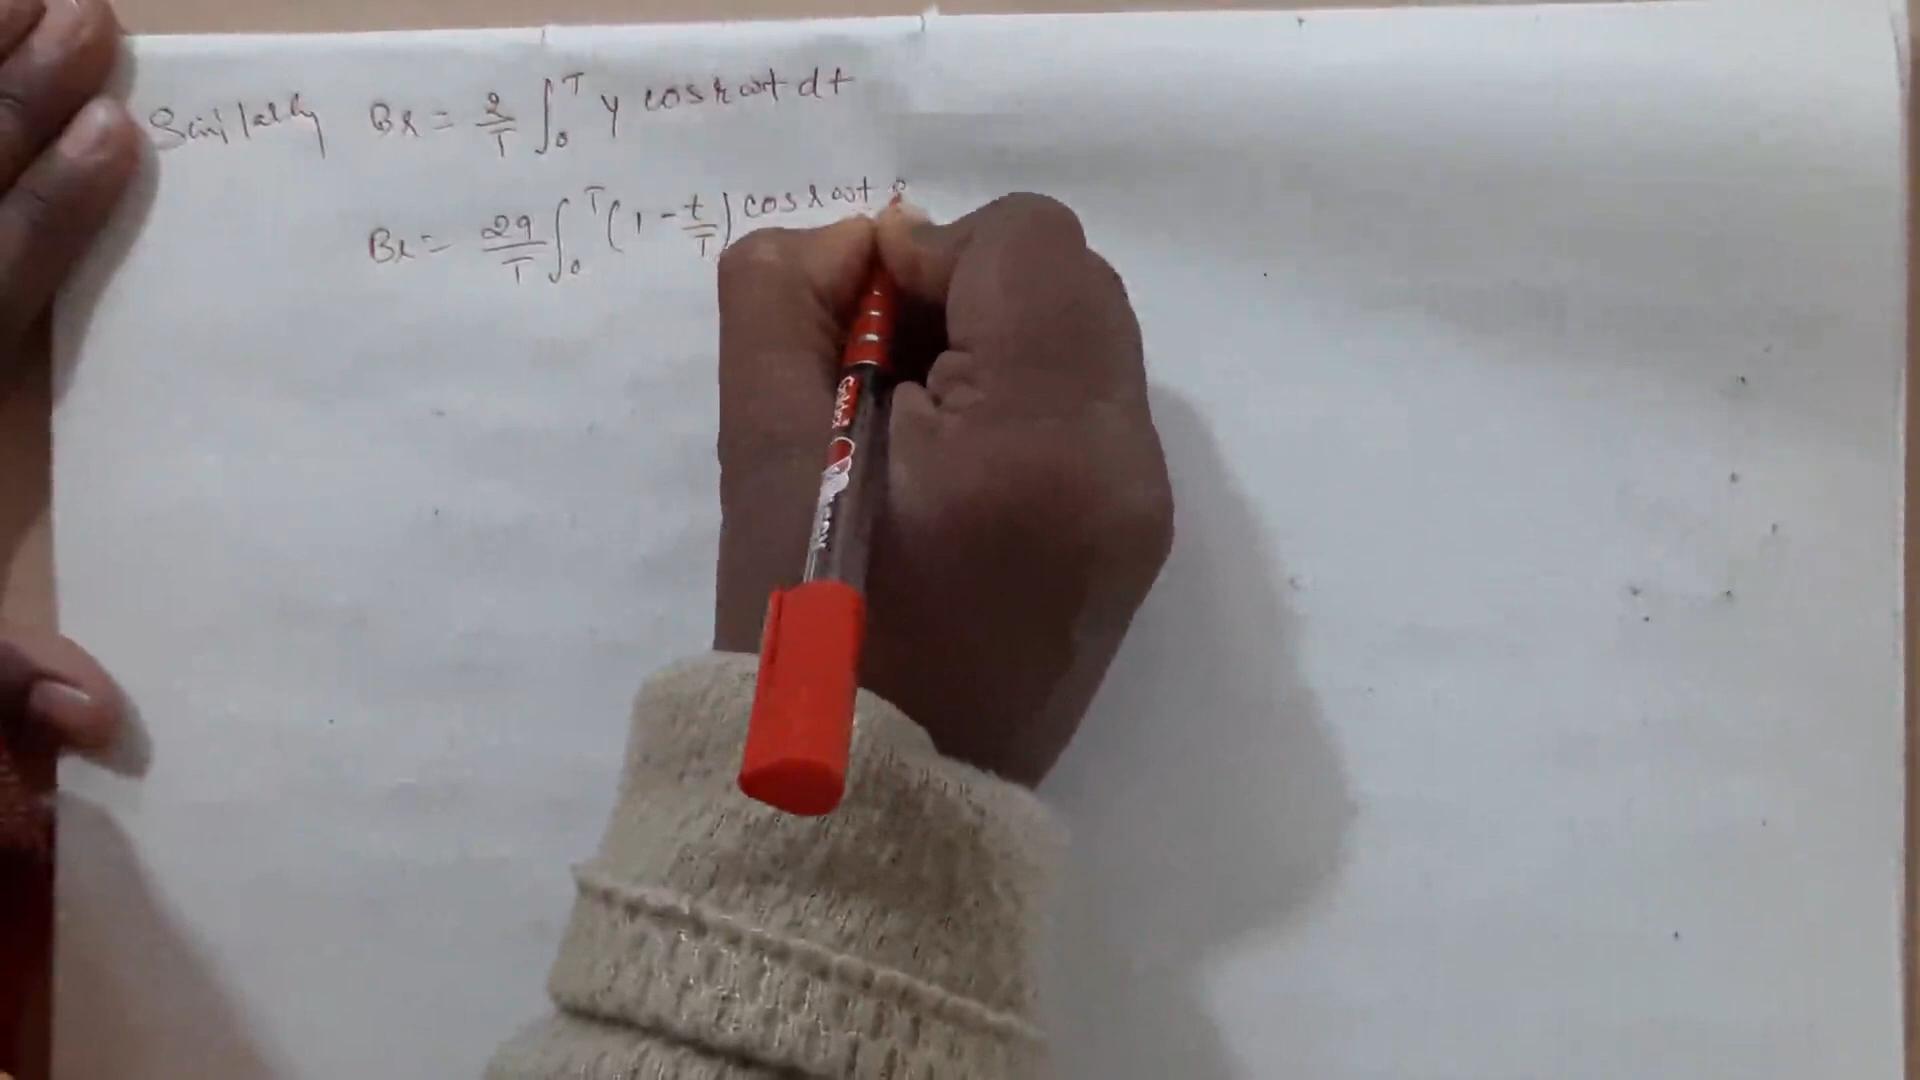 Similarly Br = 2/T ∫₀ᵀ y cos rωt dt
Br = 2a/T ∫₀ᵀ (1 - t/T) cos rωt